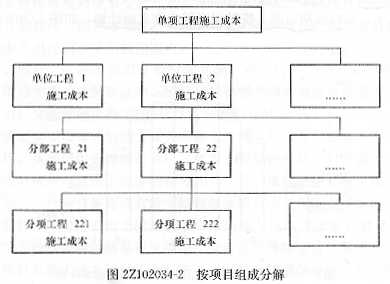 单项工程施工成本
单位工程 1
施工成本
单位工程 2
施工成本
……
分部工程 21
施工成本
分部工程 22
施工成本
……
分项工程 221
施工成本
分项工程 222
施工成本
……
图 2Z102034-2 按项目组成分解